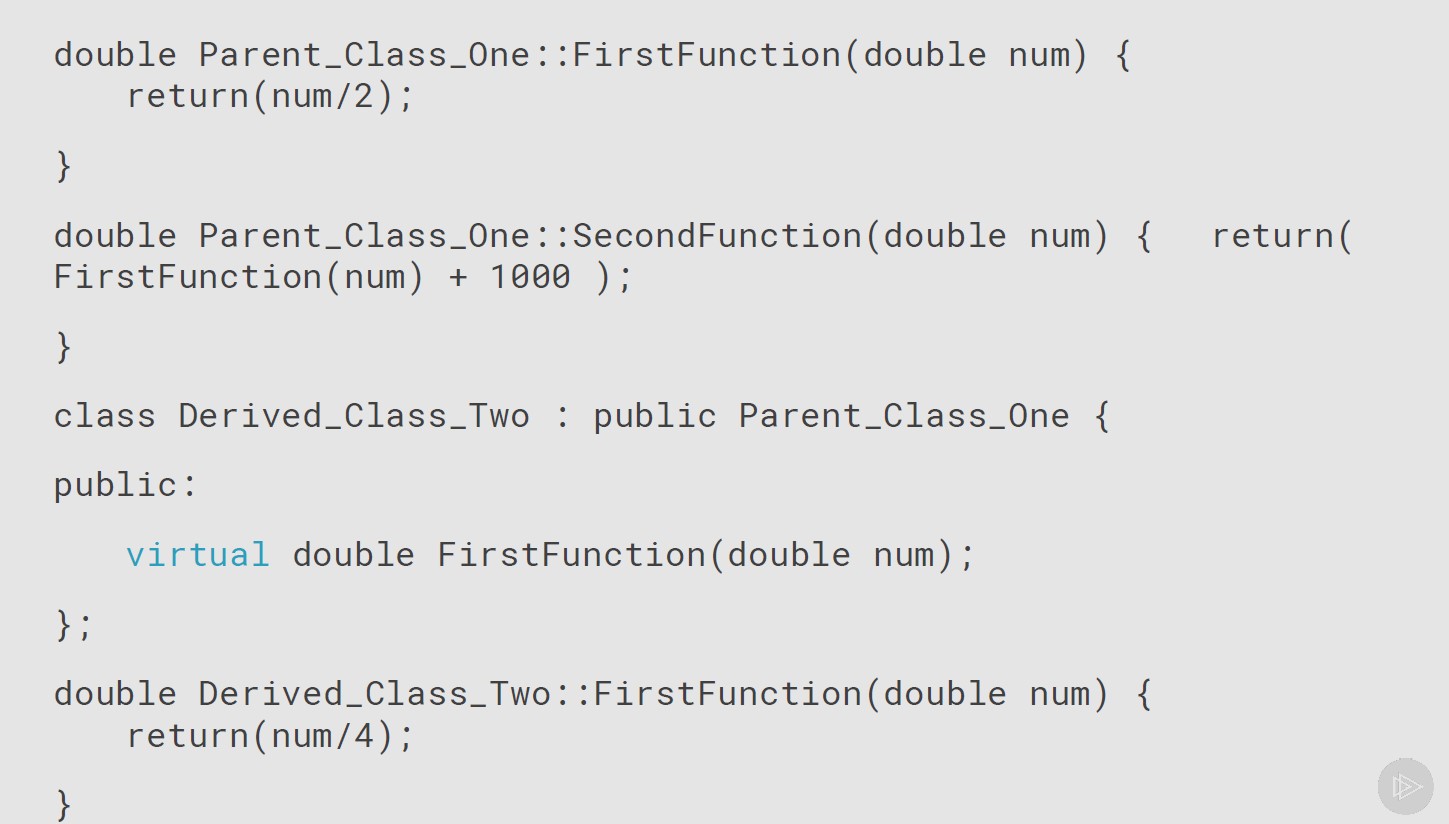 double Parent_Class_One::FirstFunction(double num) {
    return(num/2);
}
double Parent_Class_One::SecondFunction(double num) {   return(
FirstFunction(num) + 1000 );
}
class Derived_Class_Two : public Parent_Class_One {
public:
    virtual double FirstFunction(double num);
};
double Derived_Class_Two::FirstFunction(double num) {
    return(num/4);
}